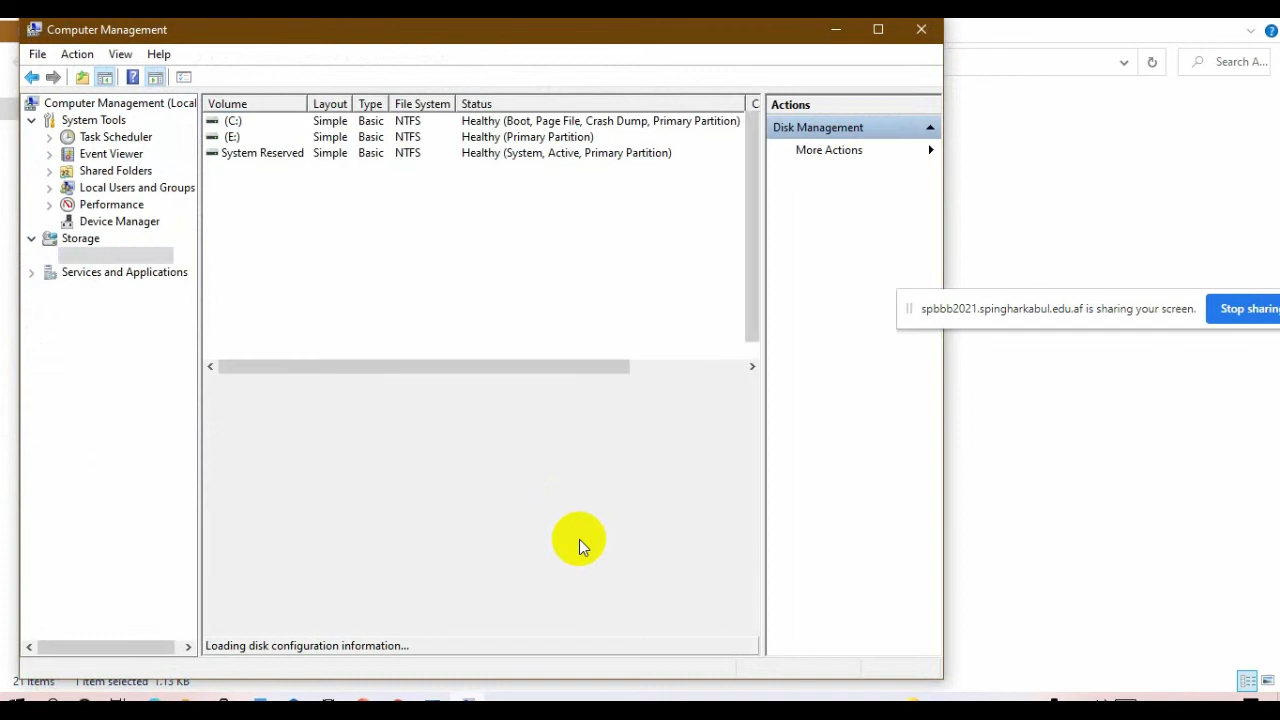 Computer Management
File Action View Help
Search A...
Computer Management (Local
System Tools
Task Scheduler
Event Viewer
Shared Folders
Local Users and Groups
Performance
Device Manager
Storage
Services and Applications
Volume Layout Type File System Status C
(C:) Simple Basic NTFS Healthy (Boot, Page File, Crash Dump, Primary Partition)
(E:) Simple Basic NTFS Healthy (Primary Partition)
System Reserved Simple Basic NTFS Healthy (System, Active, Primary Partition)
Actions
Disk Management
More Actions
spbbb2021.spingharkabul.edu.af is sharing your screen.
Stop sharing
Loading disk configuration information...
21 items 1 item selected 1.13 KB